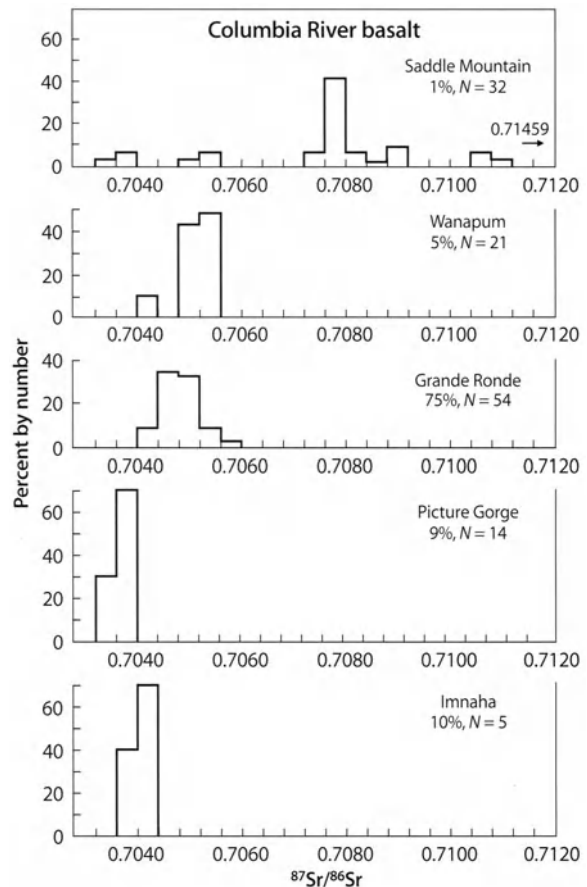 Columbia River basalt
Percent by number
60
40
20
0
Saddle Mountain
1%, N = 32
0.71459
0.7040 0.7060 0.7080 0.7100 0.7120
60
40
20
0
Wanapum
5%, N = 21
0.7040 0.7060 0.7080 0.7100 0.7120
40
20
0
Grande Ronde
75%, N = 54
0.7040 0.7060 0.7080 0.7100 0.7120
60
40
20
0
Picture Gorge
9%, N = 14
0.7040 0.7060 0.7080 0.7100 0.7120
60
40
20
0
Imnaha
10%, N = 5
0.7040 0.7060 0.7080 0.7100 0.7120
⁸⁷Sr/⁸⁶Sr